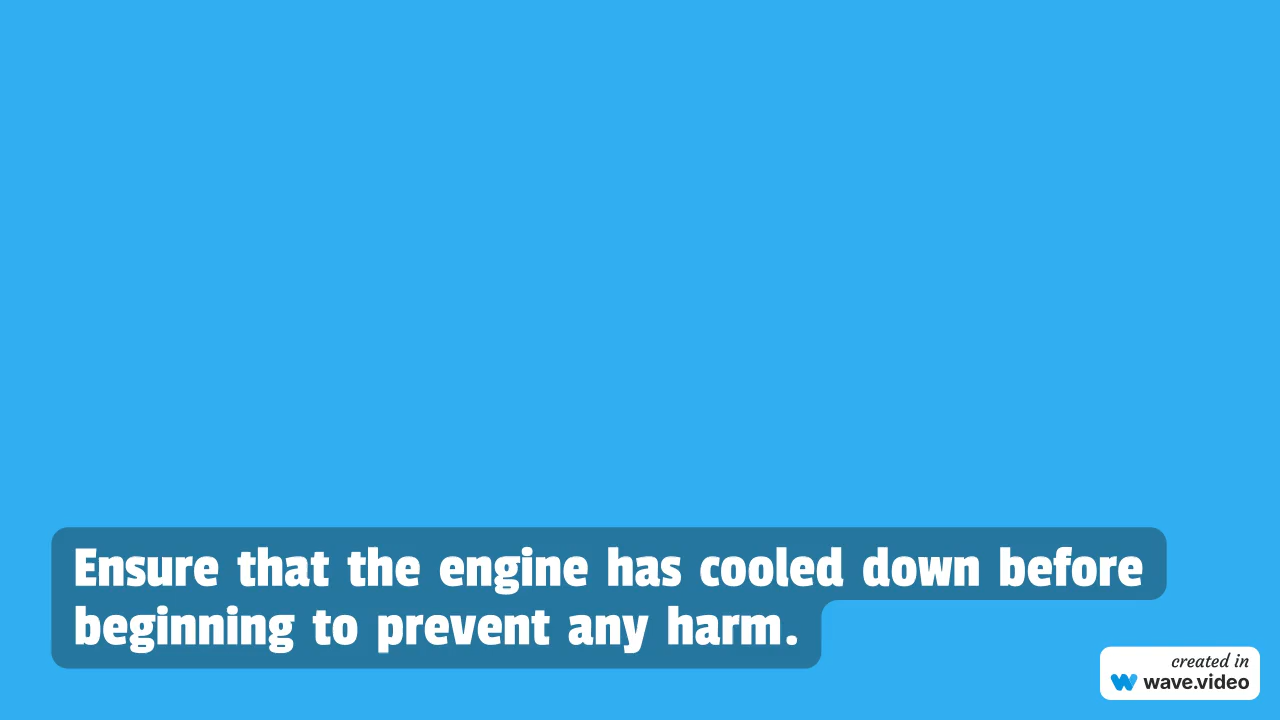 Ensure that the engine has cooled down before
beginning to prevent any harm.
created in
wave.video